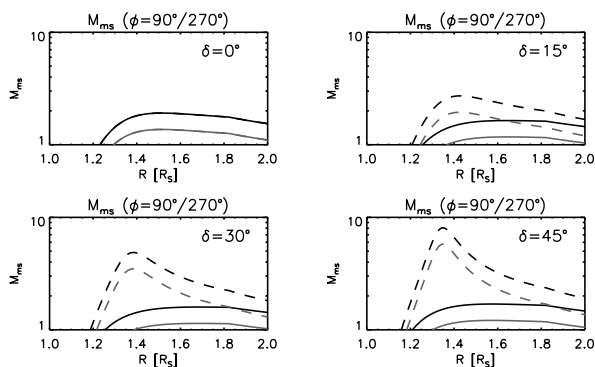 M_ms (ϕ=90°/270°)
10
M_ms
δ=0°
1
1.0 1.2 1.4 1.6 1.8 2.0
R [R_S]
M_ms (ϕ=90°/270°)
10
M_ms
δ=15°
1
1.0 1.2 1.4 1.6 1.8 2.0
R [R_S]
M_ms (ϕ=90°/270°)
10
M_ms
δ=30°
1
1.0 1.2 1.4 1.6 1.8 2.0
R [R_S]
M_ms (ϕ=90°/270°)
10
M_ms
δ=45°
1
1.0 1.2 1.4 1.6 1.8 2.0
R [R_S]